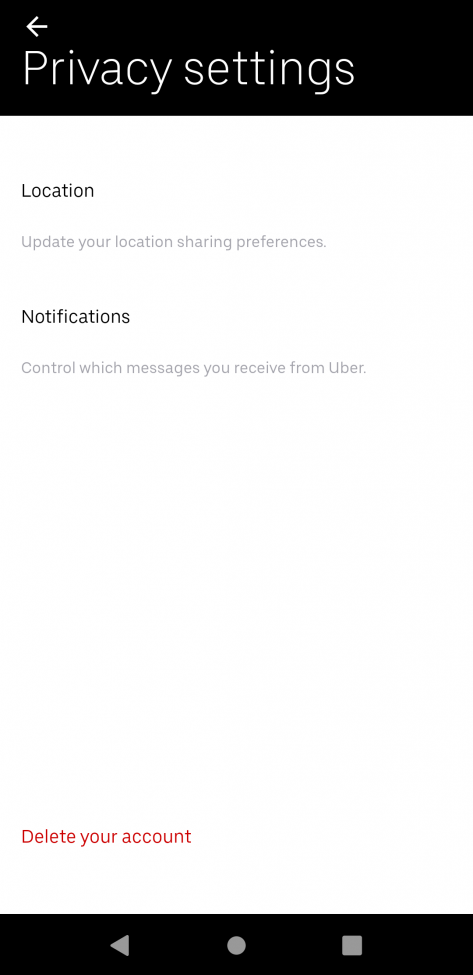 Privacy settings
Location
Update your location sharing preferences.
Notifications
Control which messages you receive from Uber.
Delete your account